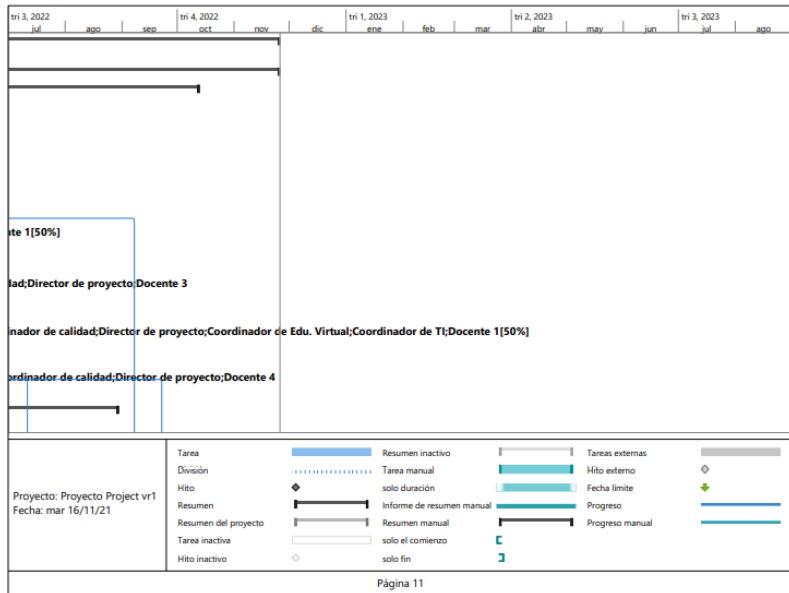 tri 3, 2022 tri 4, 2022 tri 1, 2023 tri 2, 2023 tri 3, 2023
jul ago sep oct nov dic ene feb mar abr may jun jul ago
nte 1[50%]
dad;Director de proyecto;Docente 3
inador de calidad;Director de proyecto;Coordinador de Edu. Virtual;Coordinador de TI;Docente 1[50%]
ordinador de calidad;Director de proyecto;Docente 4
Proyecto: Proyecto Project vr1
Fecha: mar 16/11/21
Tarea
División
Hito
Resumen
Resumen del proyecto
Tarea inactiva
Hito inactivo
Resumen inactivo
Tarea manual
solo duración
Informe de resumen manual
Resumen manual
solo el comienzo
solo fin
Tareas externas
Hito externo
Fecha límite
Progreso
Progreso manual
Página 11